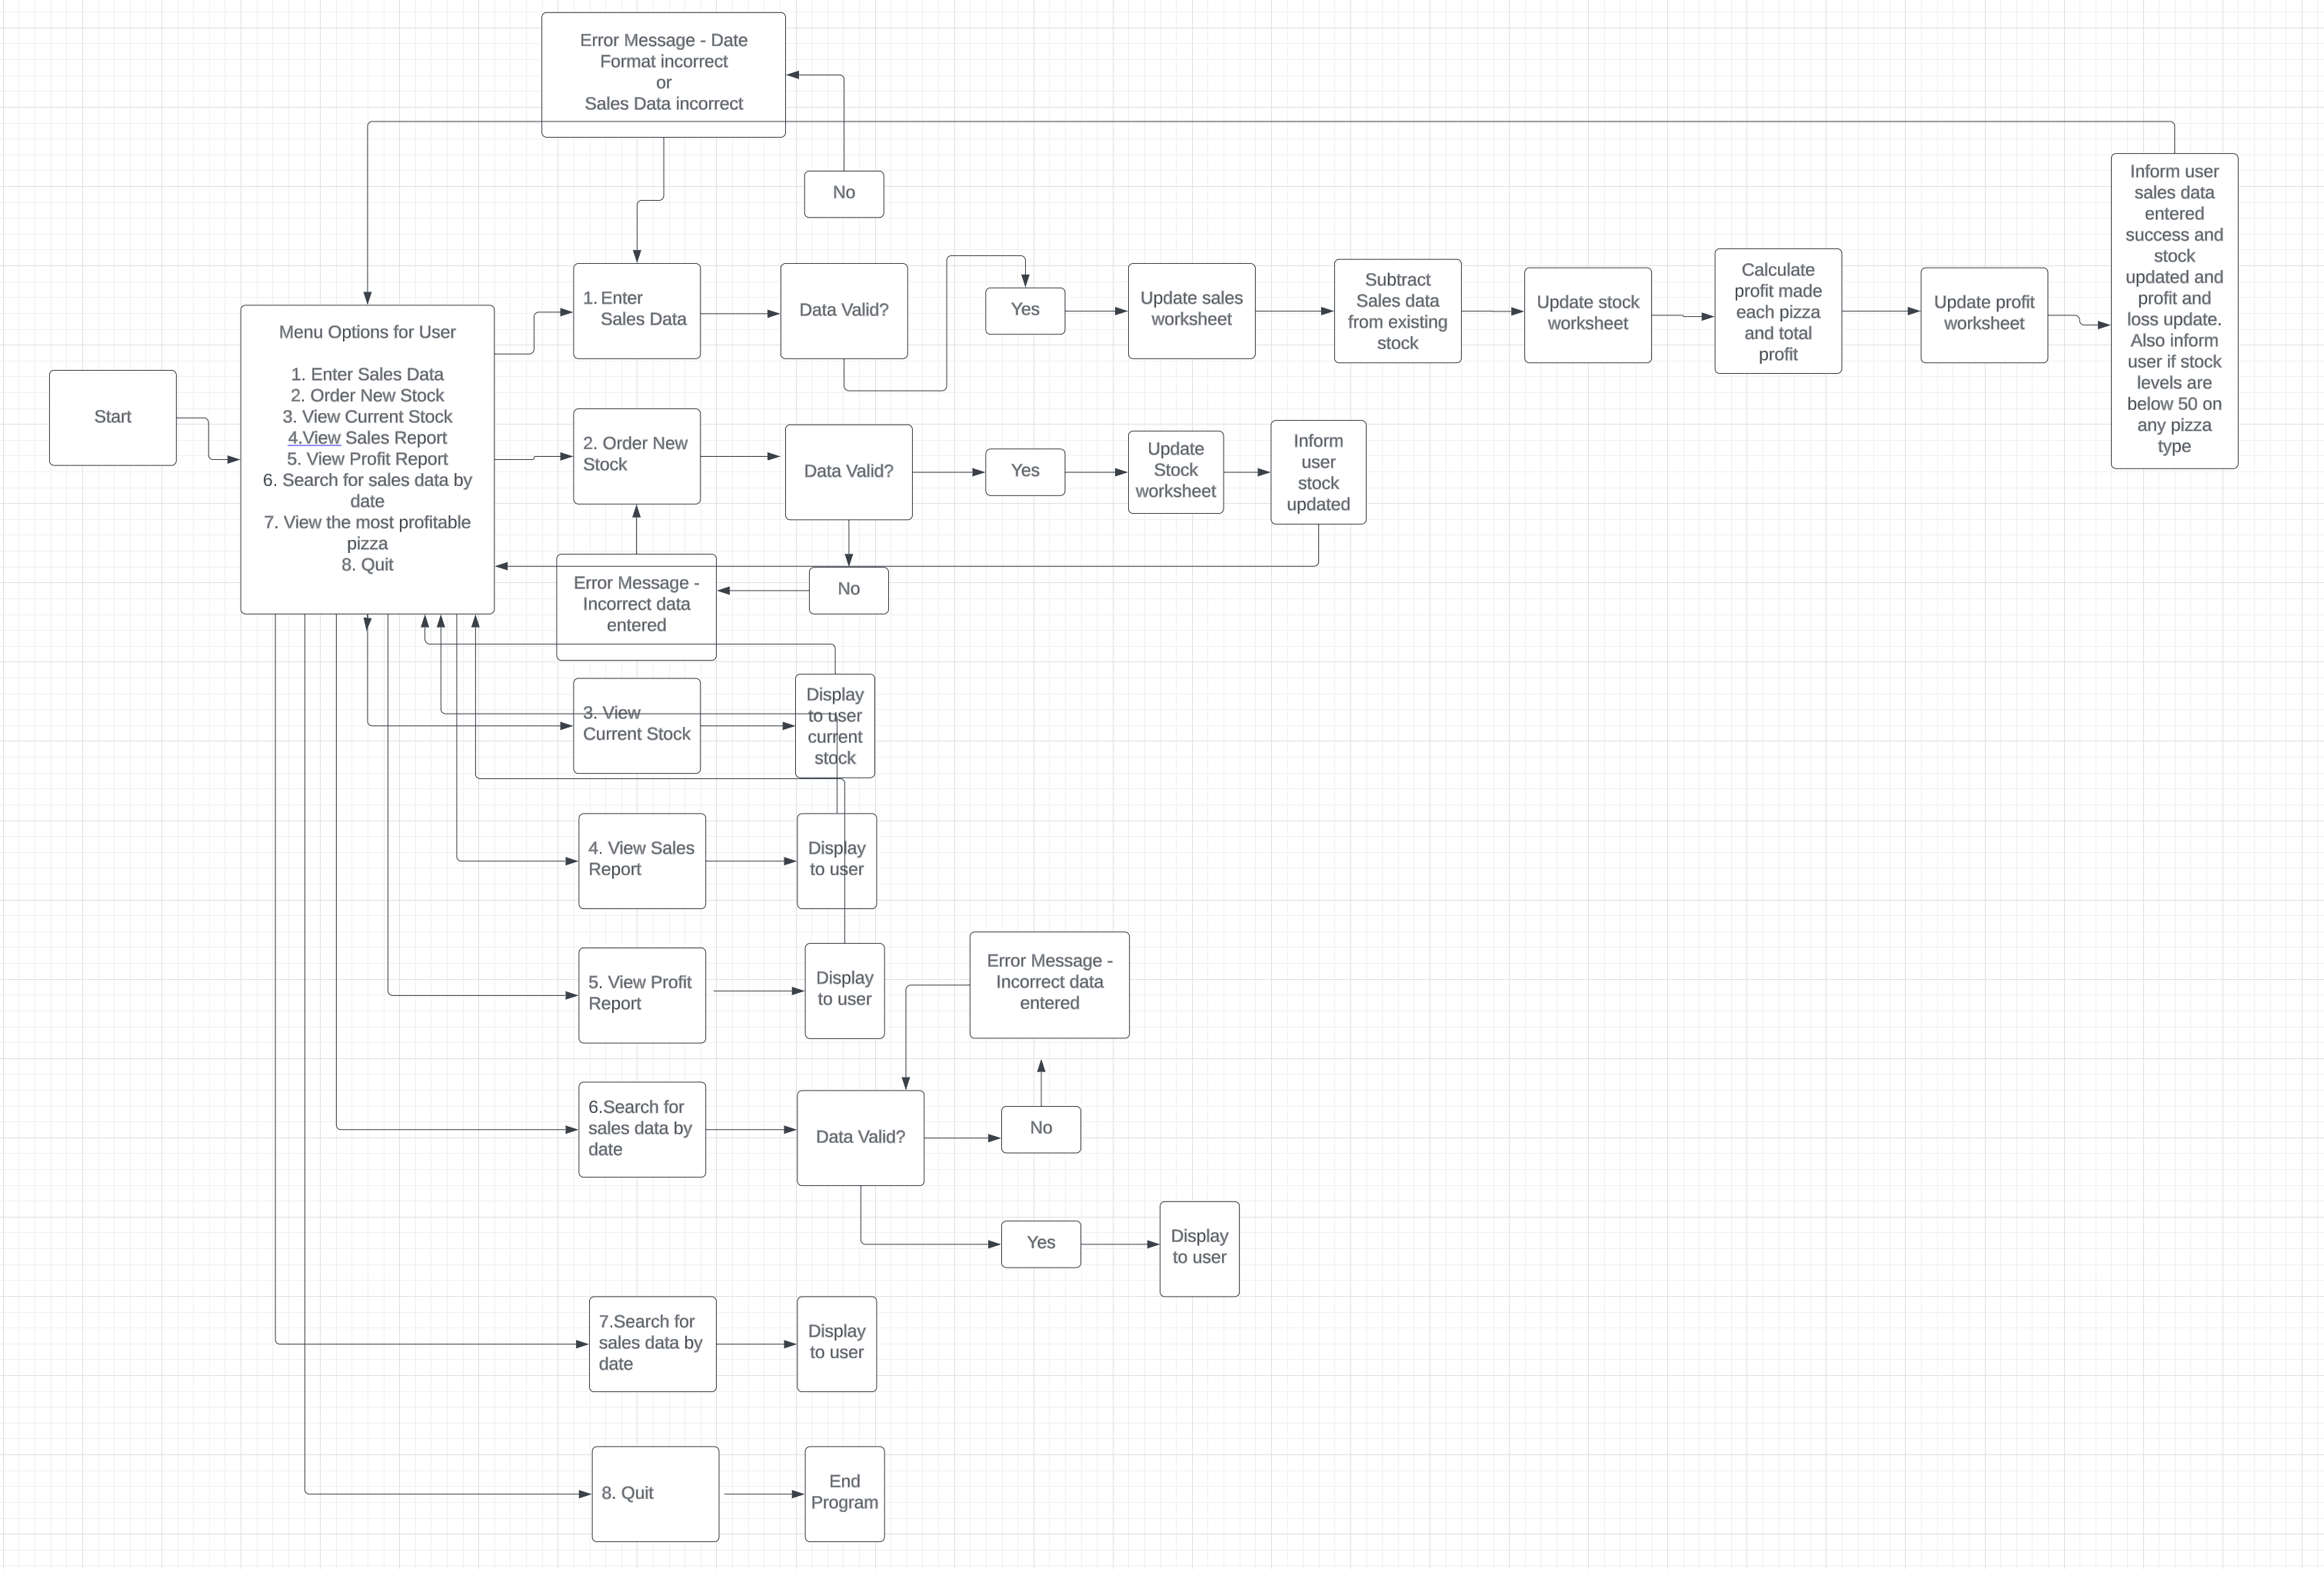 Error Message - Date
Format incorrect
or
Sales Data incorrect
No
Start
Menu Options for User
1. Enter Sales Data
2. Order New Stock
3. View Current Stock
4.View Sales Report
5. View Profit Report
6. Search for sales data by
date
7. View the most profitable
pizza
8. Quit
1. Enter
Sales Data
Data Valid?
Yes
Update sales
worksheet
Subtract
Sales data
from existing
stock
Update stock
worksheet
Calculate
profit made
each pizza
and total
profit
Update profit
worksheet
Inform user
sales data
entered
success and
stock
updated and
profit and
loss update.
Also inform
user if stock
levels are
below 50 on
any pizza
type
2. Order New
Stock
Data Valid?
Yes
Update
Stock
worksheet
Inform
user
stock
updated
Error Message -
Incorrect data
entered
No
3. View
Current Stock
Display
to user
current
stock
4. View Sales
Report
Display
to user
5. View Profit
Report
Display
to user
Error Message -
Incorrect data
entered
6.Search for
sales data by
date
Data Valid?
No
Yes
Display
to user
7.Search for
sales data by
date
Display
to user
8. Quit
End
Program